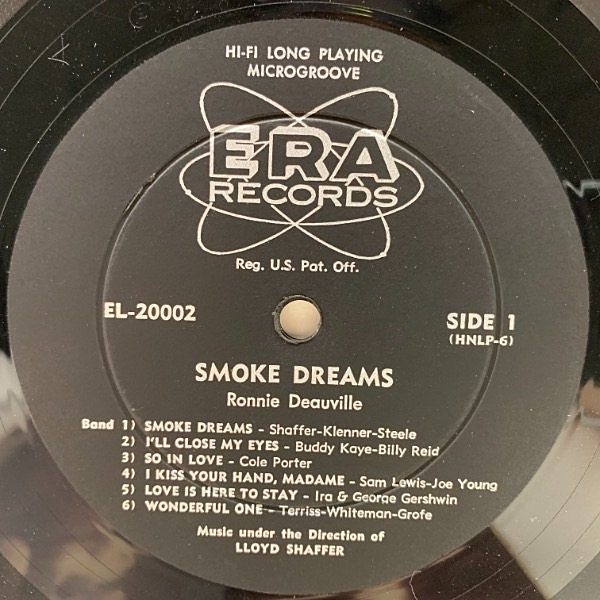 HI-FI LONG PLAYING
MICROGROOVE
ERA
RECORDS
Reg. U.S. Pat. Off.
EL-20002
SIDE 1
(HNLP-6)
SMOKE DREAMS
Ronnie Deauville
Band 1) SMOKE DREAMS - Shaffer-Klenner-Steele
2) I'LL CLOSE MY EYES - Buddy Kaye-Billy Reid
3) SO IN LOVE - Cole Porter
4) I KISS YOUR HAND, MADAME - Sam Lewis-Joe Young
5) LOVE IS HERE TO STAY - Ira & George Gershwin
6) WONDERFUL ONE - Terriss-Whiteman-Grofe
Music under the Direction of
LLOYD SHAFFER